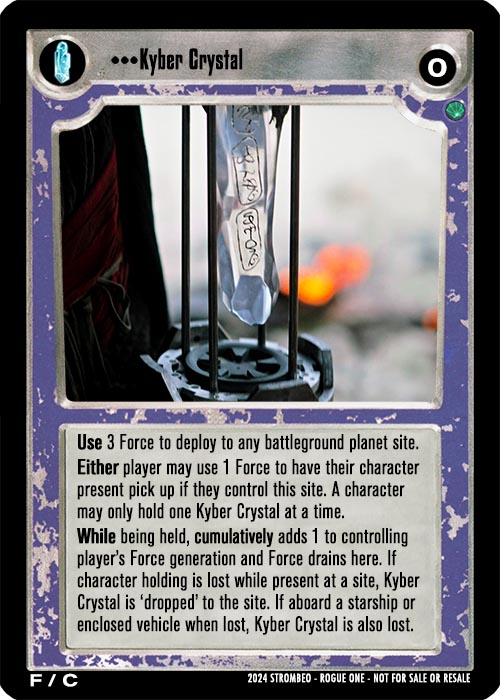 •••Kyber Crystal
0
Use 3 Force to deploy to any battleground planet site.
Either player may use 1 Force to have their character
present pick up if they control this site. A character
may only hold one Kyber Crystal at a time.
While being held, cumulatively adds 1 to controlling
player's Force generation and Force drains here. If
character holding is lost while present at a site, Kyber
Crystal is ‘dropped’ to the site. If aboard a starship or
enclosed vehicle when lost, Kyber Crystal is also lost.
F / C
2024 STROMBEO - ROGUE ONE - NOT FOR SALE OR RESALE